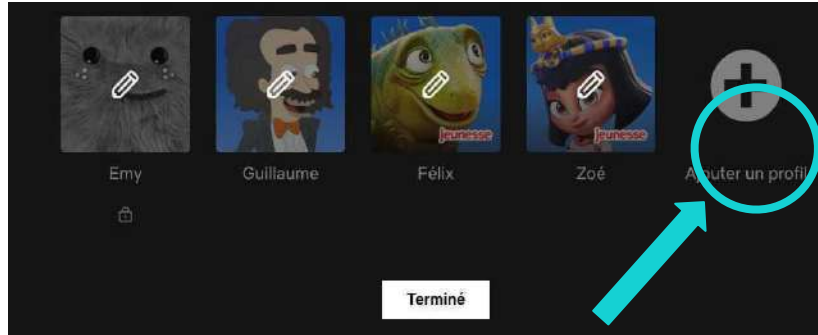 jeunesse
jeunesse
Emy
Guillaume
Félix
Zoé
Ajouter un profil
Terminé